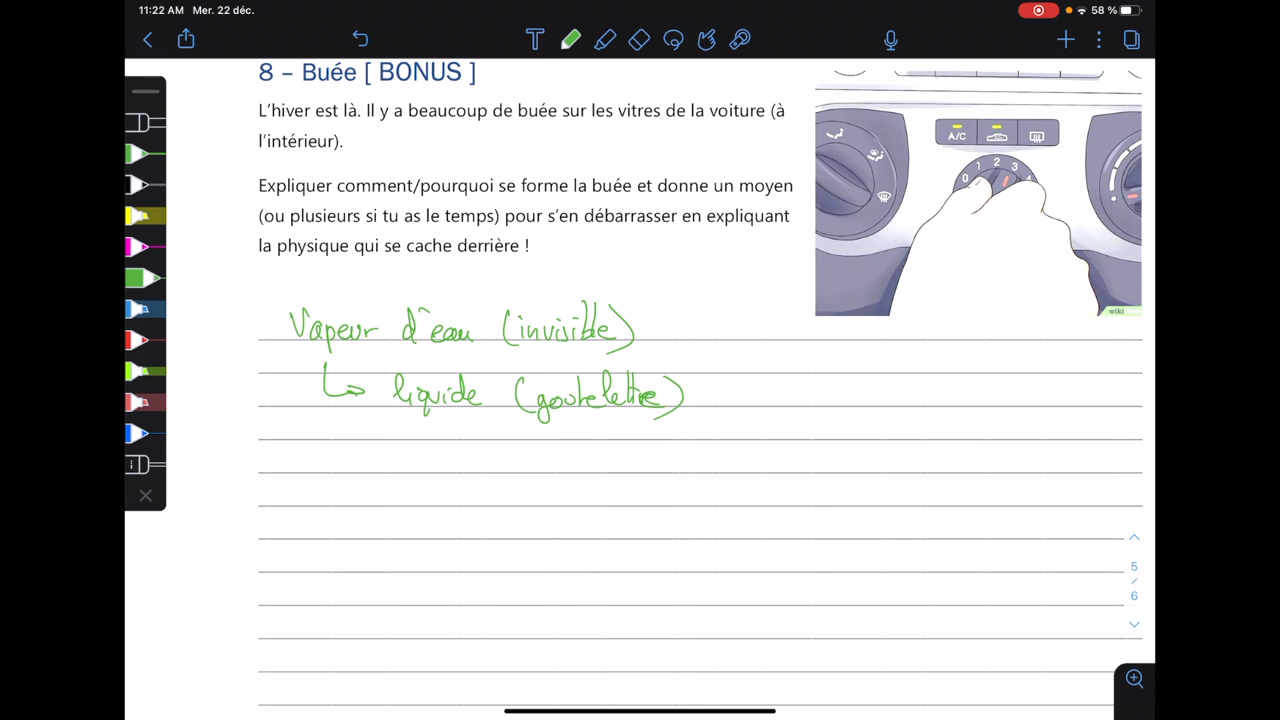 11:22 AM Mer. 22 déc.
58 %
8 – Buée [ BONUS ]
L'hiver est là. Il y a beaucoup de buée sur les vitres de la voiture (à
l'intérieur).
Expliquer comment/pourquoi se forme la buée et donne un moyen
(ou plusieurs si tu as le temps) pour s'en débarrasser en expliquant
la physique qui se cache derrière !
A/C
0 1 2 3 4
wiki
Vapeur d'eau (invisible)
↳ liquide (goutelette)
5
/
6